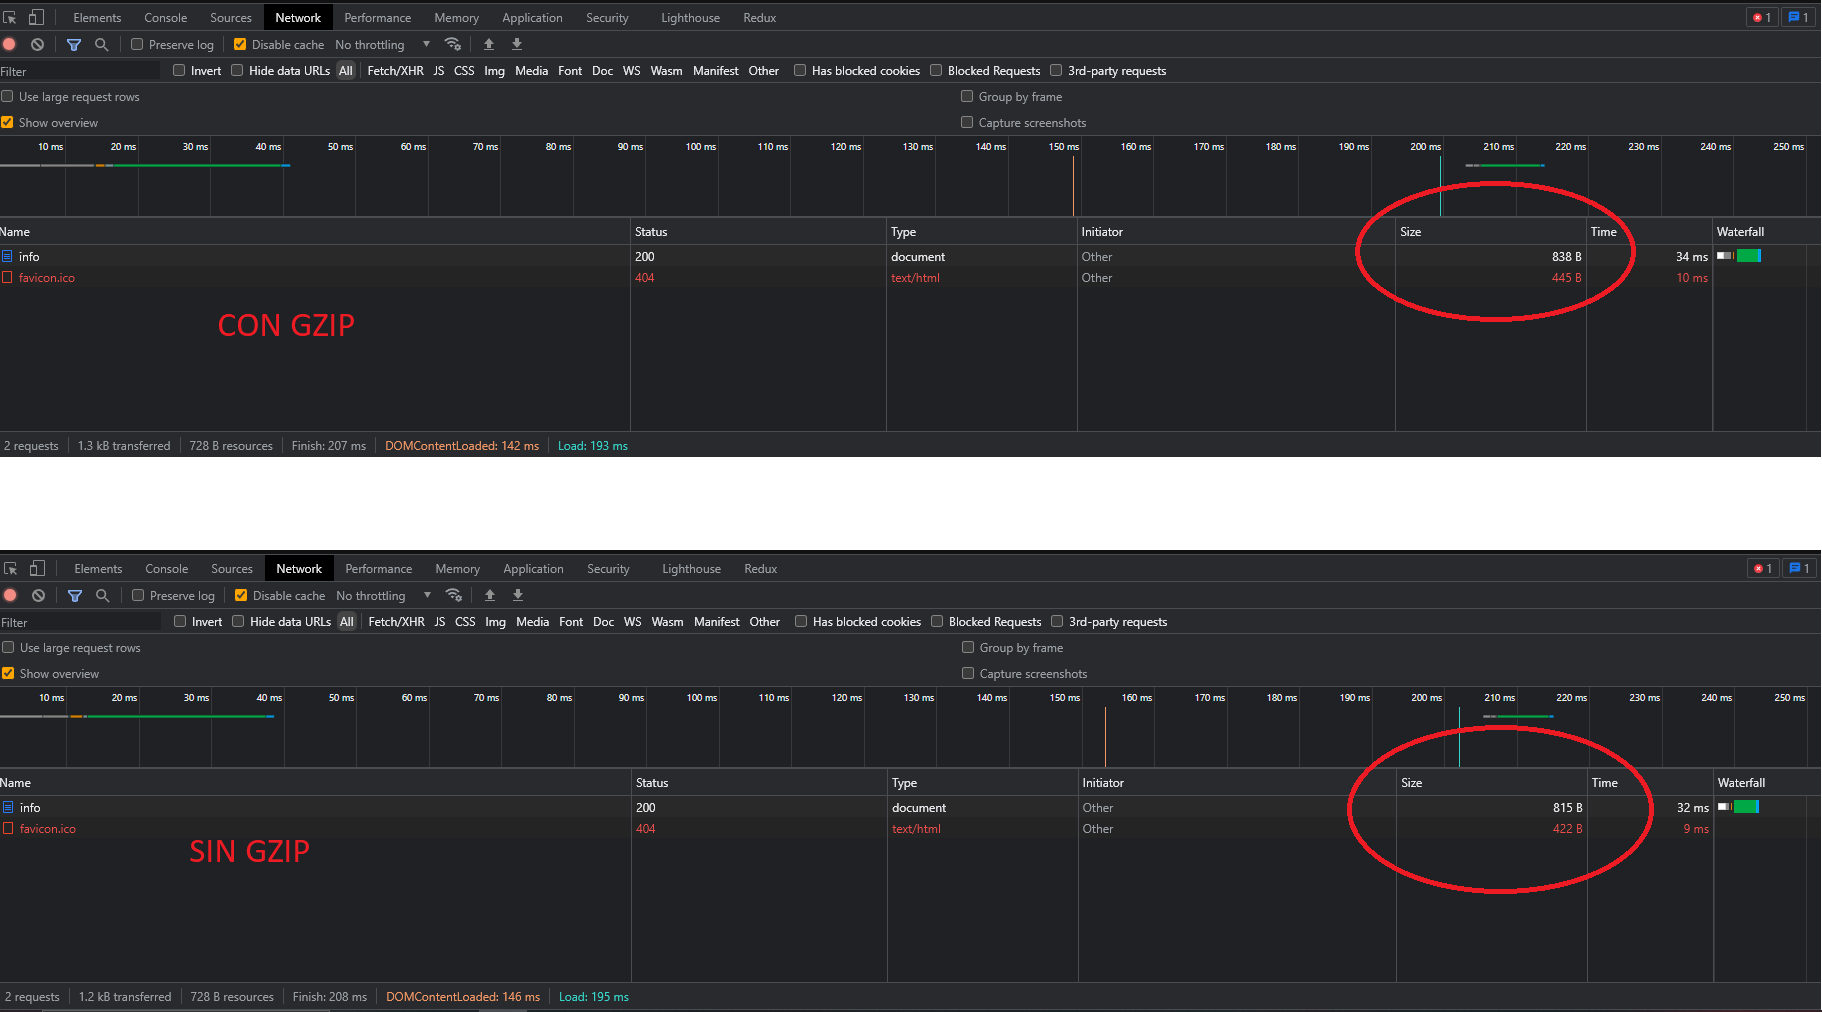 Elements Console Sources Network Performance Memory Application Security Lighthouse Redux 1 1
Preserve log Disable cache No throttling
Filter Invert Hide data URLs All Fetch/XHR JS CSS Img Media Font Doc WS Wasm Manifest Other Has blocked cookies Blocked Requests 3rd-party requests
Use large request rows Group by frame
Show overview Capture screenshots
10 ms 20 ms 30 ms 40 ms 50 ms 60 ms 70 ms 80 ms 90 ms 100 ms 110 ms 120 ms 130 ms 140 ms 150 ms 160 ms 170 ms 180 ms 190 ms 200 ms 210 ms 220 ms 230 ms 240 ms 250 ms
Name Status Type Initiator Size Time Waterfall
info 200 document Other 838 B 34 ms
favicon.ico 404 text/html Other 445 B 10 ms
CON GZIP
2 requests 1.3 kB transferred 728 B resources Finish: 207 ms DOMContentLoaded: 142 ms Load: 193 ms
Elements Console Sources Network Performance Memory Application Security Lighthouse Redux 1 1
Preserve log Disable cache No throttling
Filter Invert Hide data URLs All Fetch/XHR JS CSS Img Media Font Doc WS Wasm Manifest Other Has blocked cookies Blocked Requests 3rd-party requests
Use large request rows Group by frame
Show overview Capture screenshots
10 ms 20 ms 30 ms 40 ms 50 ms 60 ms 70 ms 80 ms 90 ms 100 ms 110 ms 120 ms 130 ms 140 ms 150 ms 160 ms 170 ms 180 ms 190 ms 200 ms 210 ms 220 ms 230 ms 240 ms 250 ms
Name Status Type Initiator Size Time Waterfall
info 200 document Other 815 B 32 ms
favicon.ico 404 text/html Other 422 B 9 ms
SIN GZIP
2 requests 1.2 kB transferred 728 B resources Finish: 208 ms DOMContentLoaded: 146 ms Load: 195 ms